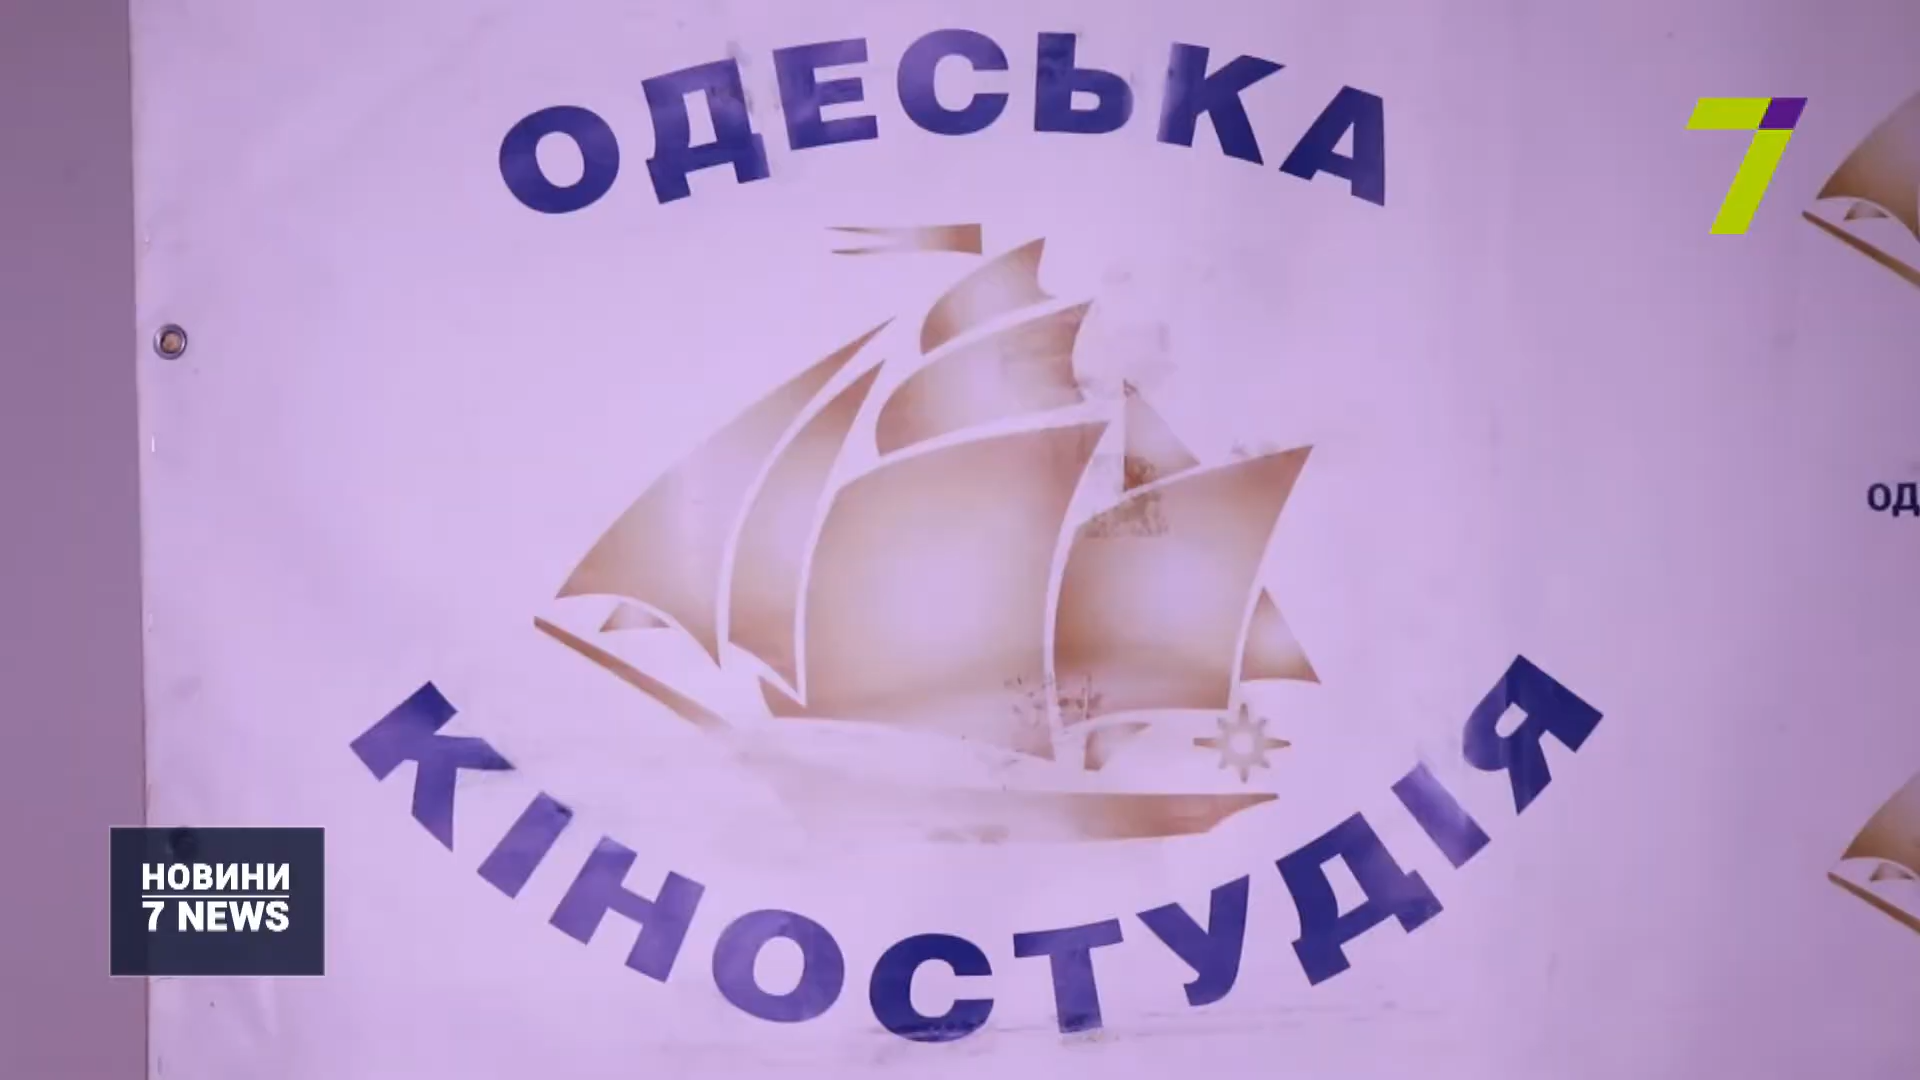 ОДЕСЬКА
7
ОД
КІНОСТУДІЯ
НОВИНИ
7 NEWS